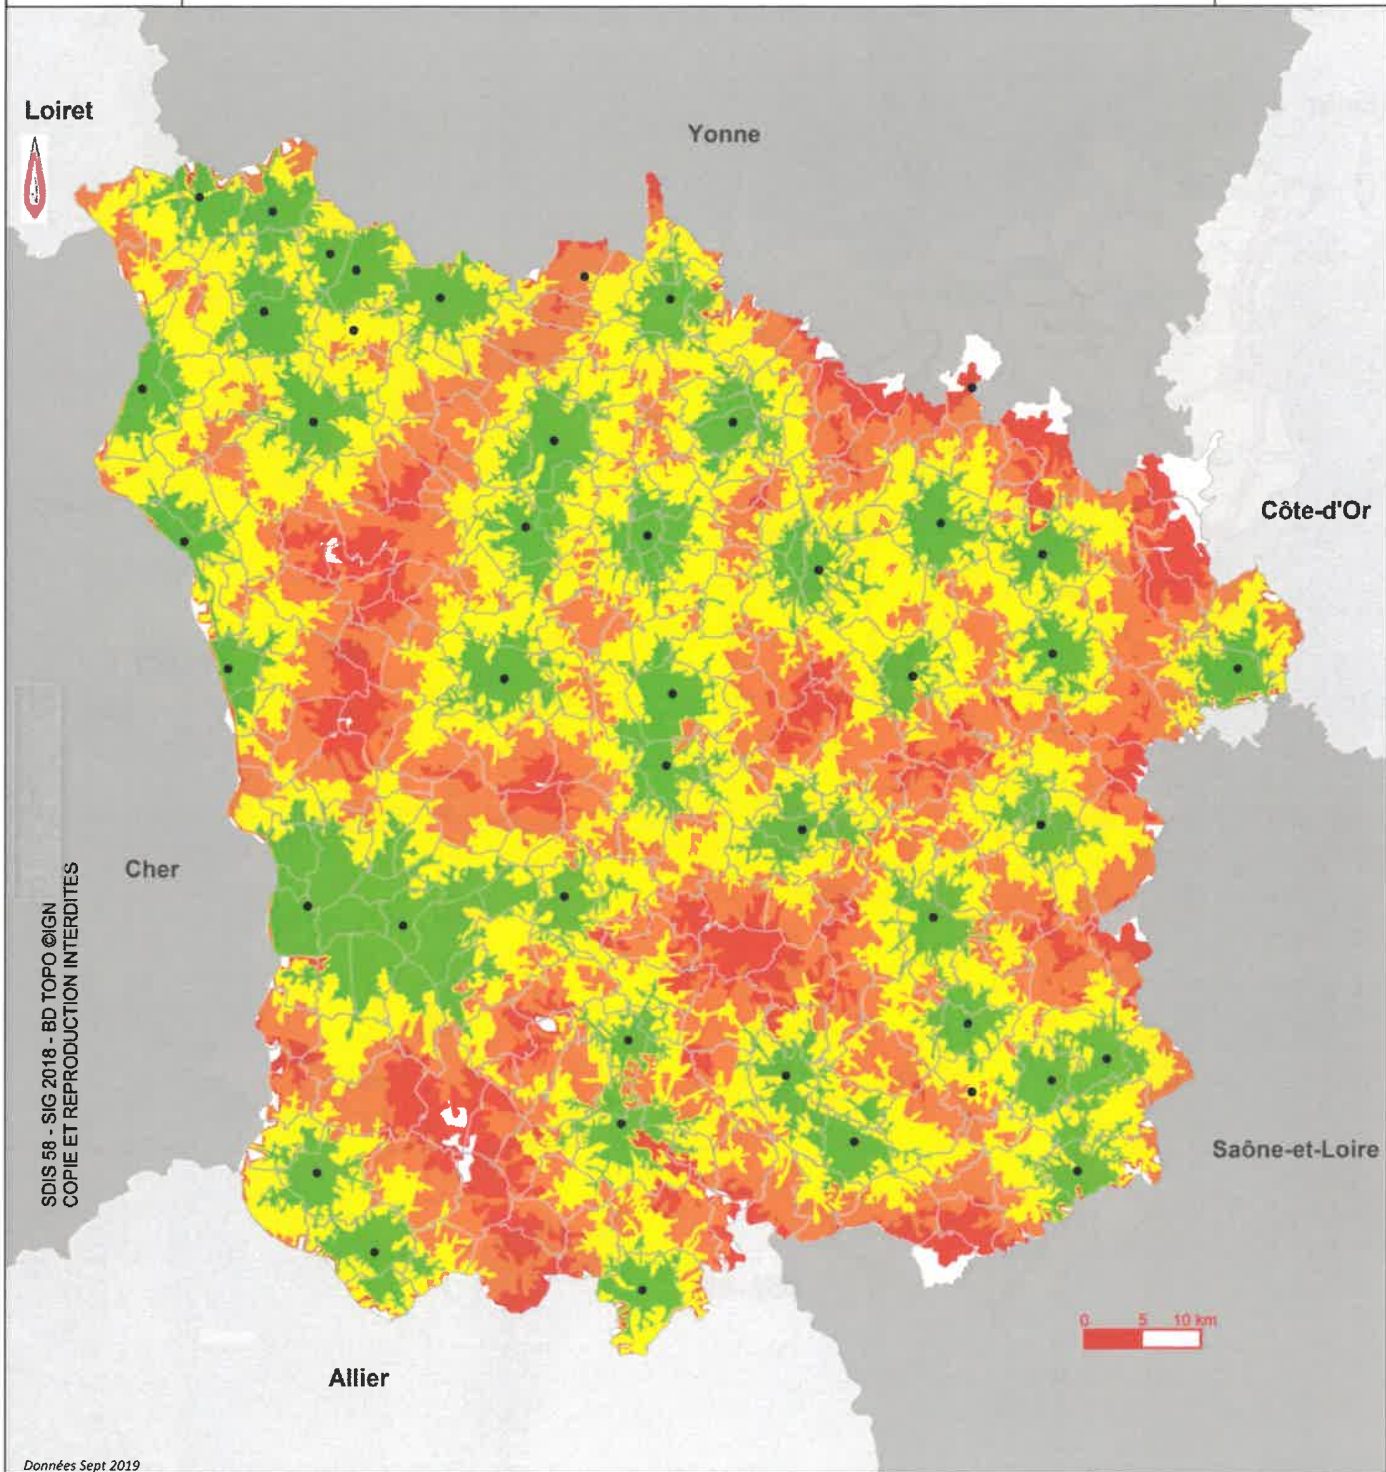 Loiret
Yonne
Côte-d'Or
Cher
SDIS 58 - SIG 2018 - BD TOPO ©IGN
COPIE ET REPRODUCTION INTERDITES
Saône-et-Loire
0 5 10 km
Allier
Données Sept 2019